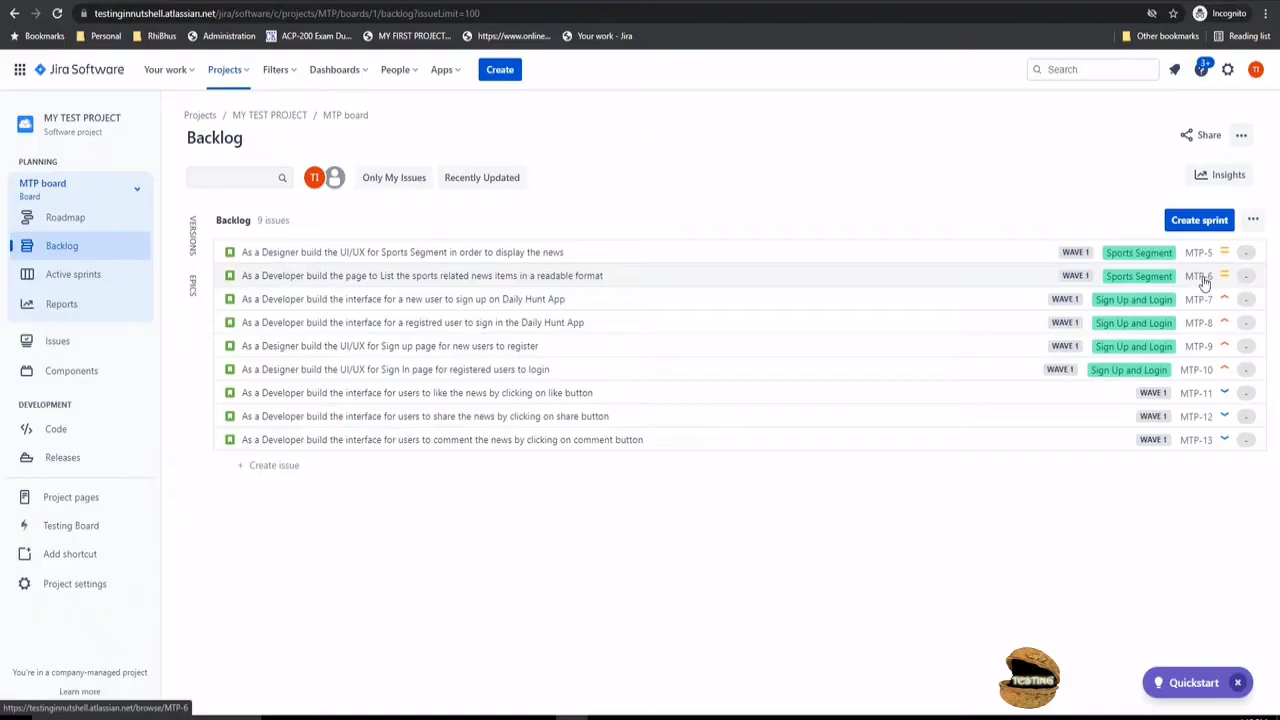 testinginnutshell.atlassian.net/jira/software/c/projects/MTP/boards/1/backlog?issueLimit=100
Incognito
Bookmarks Personal RhiBhus Administration ACP-200 Exam Du... MY FIRST PROJECT... https://www.online... Your work - Jira Other bookmarks Reading list
Jira Software Your work Projects Filters Dashboards People Apps Create Search 3+ TI
MY TEST PROJECT
Software project
PLANNING
MTP board
Board
Roadmap
Backlog
Active sprints
Reports
Issues
Components
DEVELOPMENT
Code
Releases
Project pages
Testing Board
Add shortcut
Project settings
You're in a company-managed project
Learn more
Projects / MY TEST PROJECT / MTP board
Backlog
Share
TI Only My Issues Recently Updated
Insights
VERSIONS
EPICS
Backlog 9 issues
Create sprint
As a Designer build the UI/UX for Sports Segment in order to display the news WAVE 1 Sports Segment MTP-5 -
As a Developer build the page to List the sports related news items in a readable format WAVE 1 Sports Segment MTP-6 -
As a Developer build the interface for a new user to sign up on Daily Hunt App WAVE 1 Sign Up and Login MTP-7 -
As a Developer build the interface for a registred user to sign in the Daily Hunt App WAVE 1 Sign Up and Login MTP-8 -
As a Designer build the UI/UX for Sign up page for new users to register WAVE 1 Sign Up and Login MTP-9 -
As a Designer build the UI/UX for Sign In page for registered users to login WAVE 1 Sign Up and Login MTP-10 -
As a Developer build the interface for users to like the news by clicking on like button WAVE 1 MTP-11 -
As a Developer build the interface for users to share the news by clicking on share button WAVE 1 MTP-12 -
As a Developer build the interface for users to comment the news by clicking on comment button WAVE 1 MTP-13 -
+ Create issue
TESTING
Quickstart
https://testinginnutshell.atlassian.net/browse/MTP-6